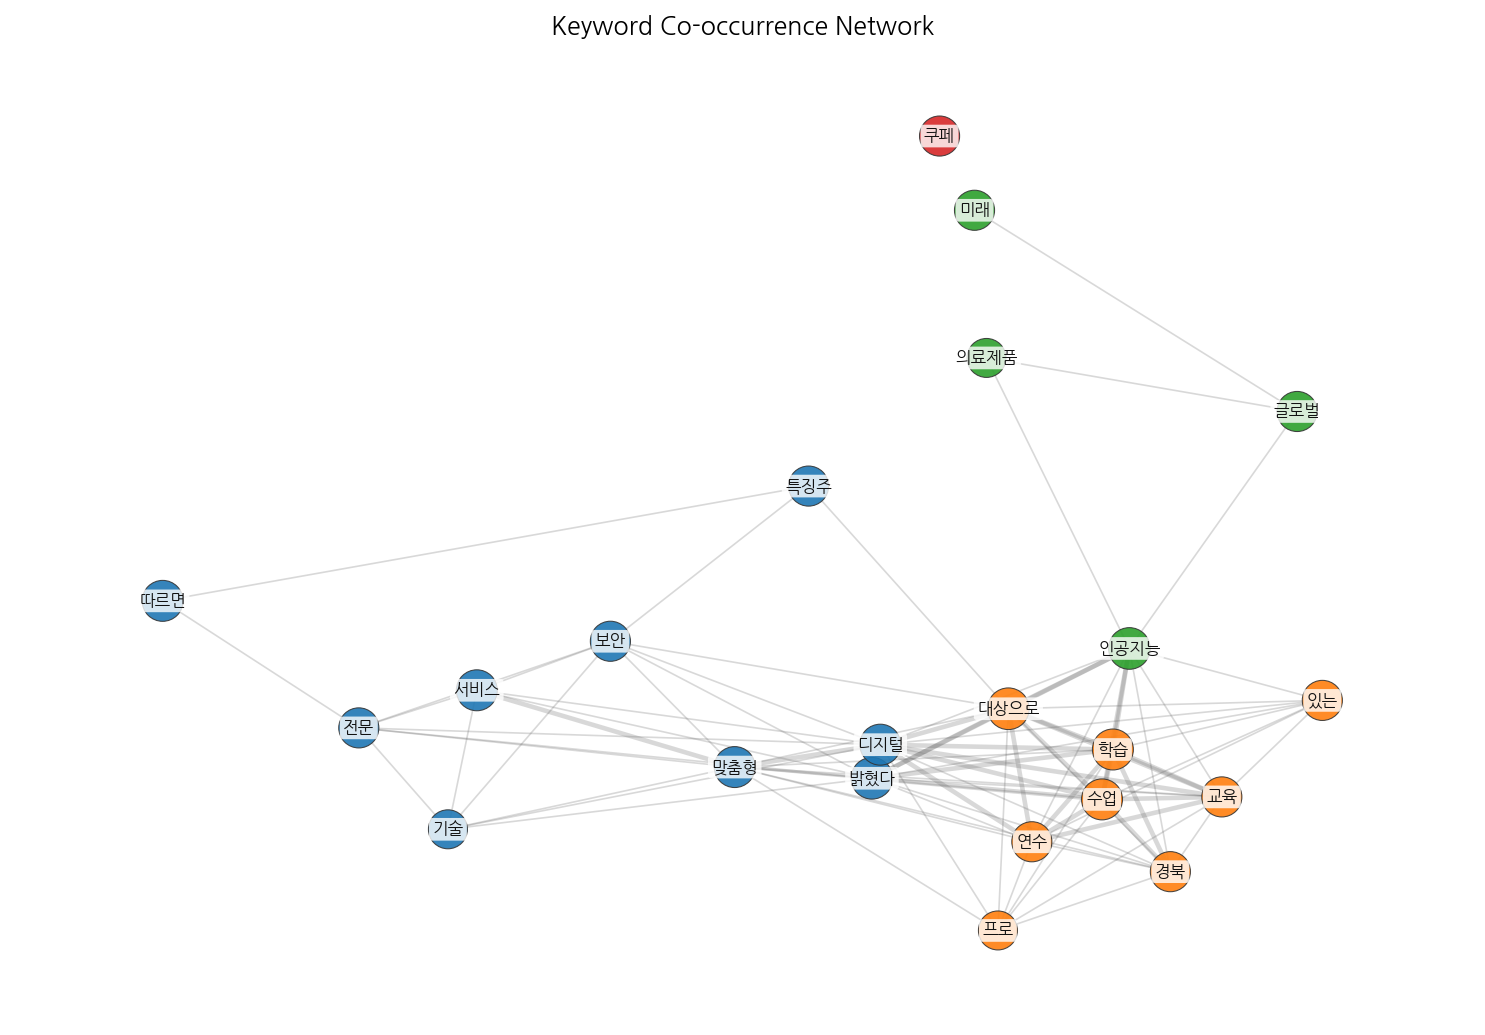 Keyword Co-occurrence Network
쿠페
미래
의료제품
글로벌
특징주
따르면
보안
인공지능
서비스
있는
대상으로
전문
디지털
학습
맞춤형
밝혔다
수업
교육
기술
연수
경북
프로